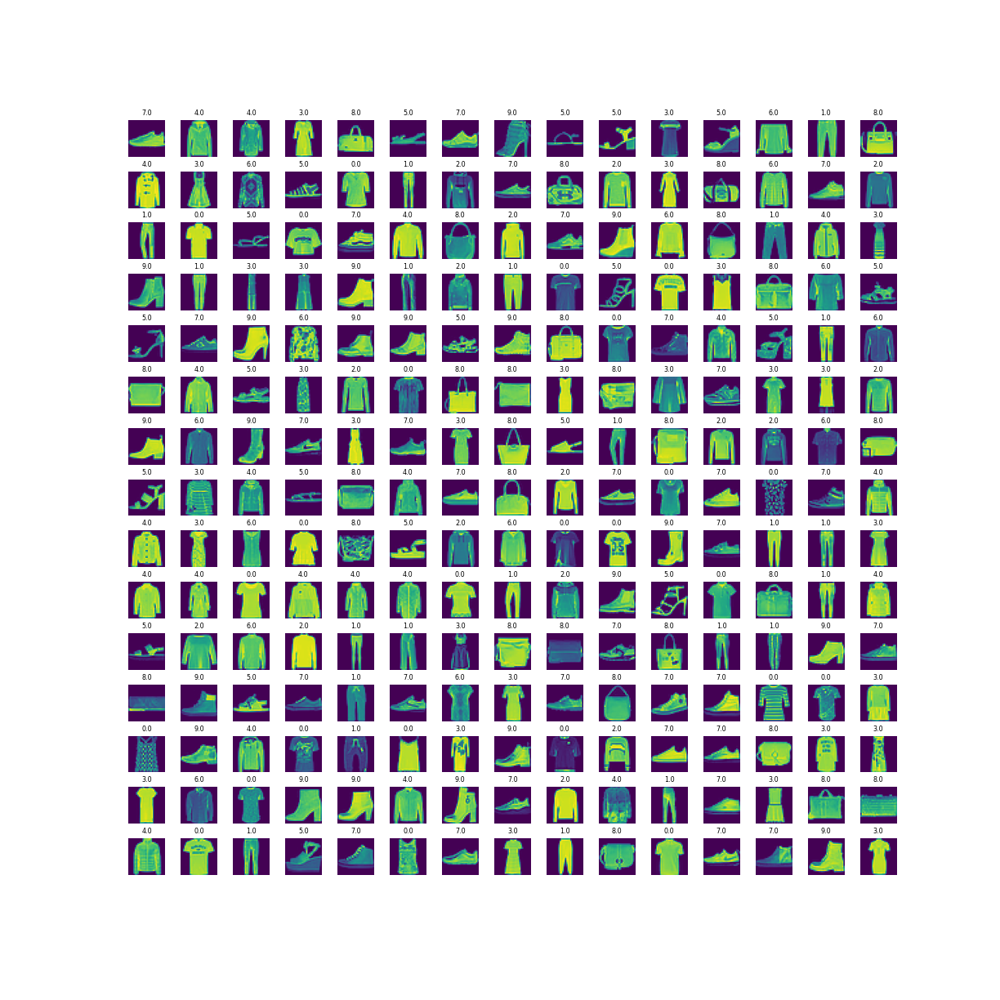 7.0 4.0 4.0 3.0 8.0 5.0 7.0 9.0 5.0 5.0 3.0 5.0 6.0 1.0 8.0
4.0 3.0 6.0 5.0 0.0 1.0 2.0 7.0 8.0 2.0 3.0 8.0 6.0 7.0 2.0
1.0 0.0 5.0 0.0 7.0 4.0 8.0 2.0 7.0 9.0 6.0 8.0 1.0 4.0 3.0
9.0 1.0 3.0 3.0 9.0 1.0 2.0 1.0 0.0 5.0 0.0 3.0 8.0 6.0 5.0
5.0 7.0 9.0 6.0 9.0 9.0 5.0 9.0 8.0 0.0 7.0 4.0 5.0 1.0 6.0
8.0 4.0 5.0 3.0 2.0 0.0 8.0 8.0 3.0 8.0 3.0 7.0 3.0 3.0 2.0
9.0 6.0 9.0 7.0 3.0 7.0 3.0 8.0 5.0 1.0 8.0 2.0 2.0 6.0 8.0
5.0 3.0 4.0 5.0 8.0 4.0 7.0 8.0 2.0 7.0 0.0 7.0 0.0 7.0 4.0
4.0 3.0 6.0 0.0 8.0 5.0 2.0 6.0 0.0 0.0 9.0 7.0 1.0 1.0 3.0
4.0 4.0 0.0 4.0 4.0 4.0 0.0 1.0 2.0 9.0 5.0 0.0 8.0 1.0 4.0
5.0 2.0 6.0 2.0 1.0 1.0 3.0 8.0 8.0 7.0 8.0 1.0 1.0 9.0 7.0
8.0 9.0 5.0 7.0 1.0 7.0 6.0 3.0 7.0 8.0 7.0 7.0 0.0 0.0 3.0
0.0 9.0 4.0 0.0 1.0 0.0 3.0 9.0 0.0 2.0 7.0 7.0 8.0 3.0 3.0
3.0 6.0 0.0 9.0 9.0 4.0 9.0 7.0 2.0 4.0 1.0 7.0 3.0 8.0 8.0
4.0 0.0 1.0 5.0 7.0 0.0 7.0 3.0 1.0 8.0 0.0 7.0 7.0 9.0 3.0